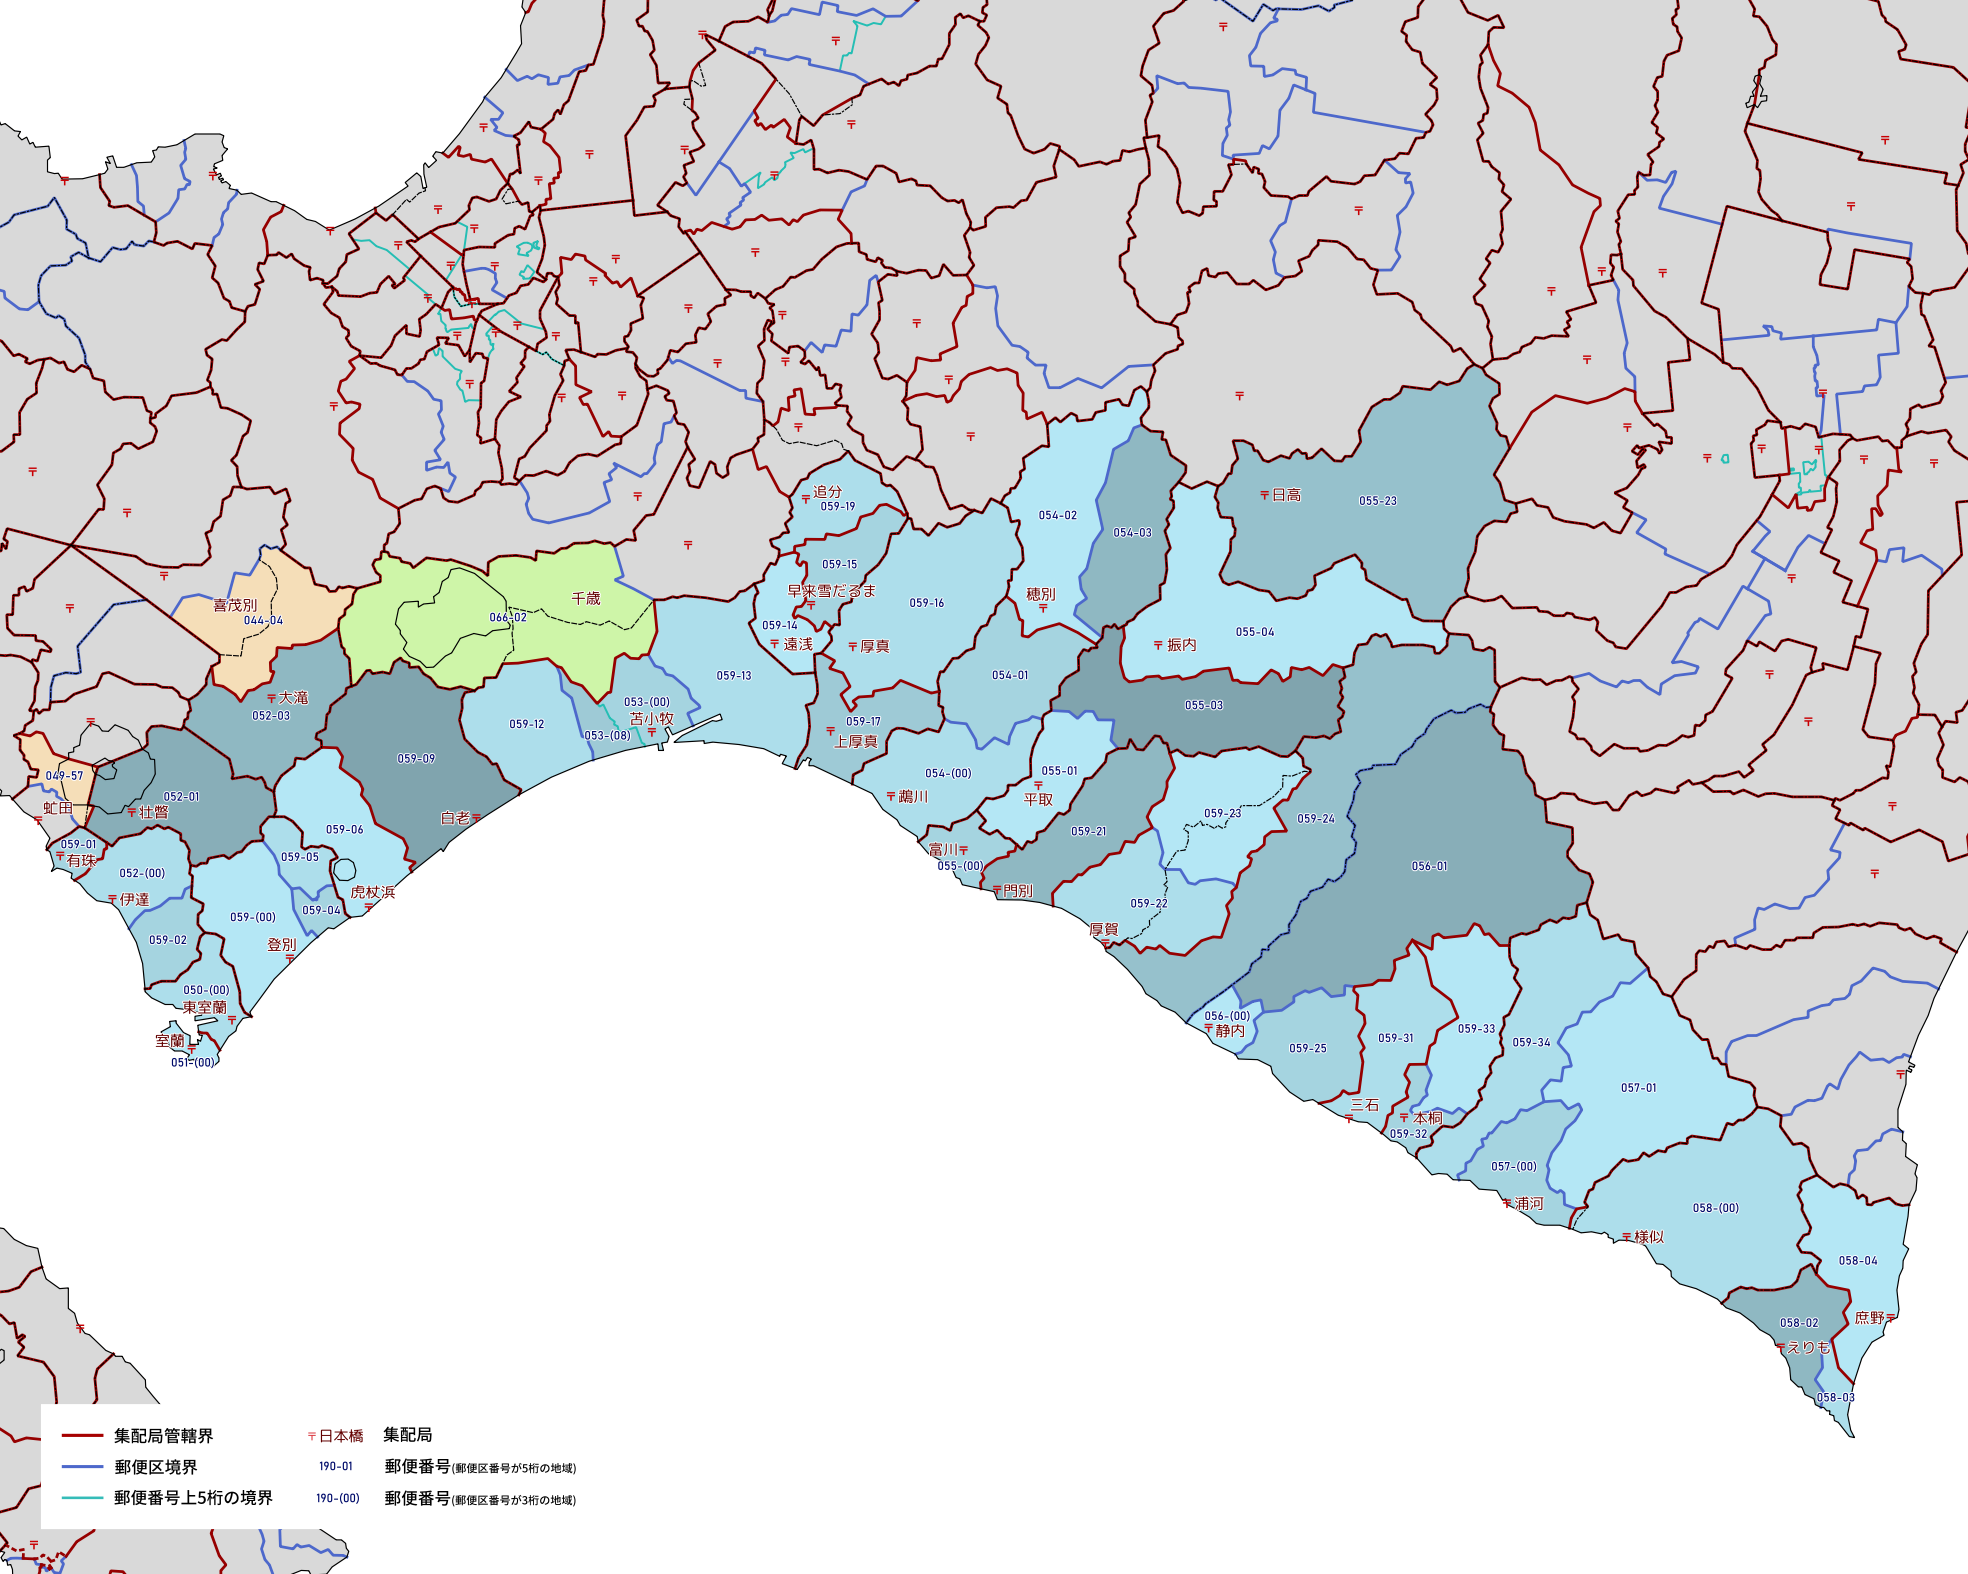 追分
059-19
日高
055-23
054-02
054-03
059-15
早来雪だるま
059-16
穂別
喜茂別
044-04
千歳
066-02
059-14
遠浅
厚真
振内
055-04
059-13
054-01
大滝
052-03
053-(00)
苫小牧
053-(08)
059-12
059-17
上厚真
055-03
059-09
049-57
虻田
052-01
壮瞥
白老
054-(00)
鵡川
055-01
平取
059-23
059-24
059-21
059-06
059-05
059-01
有珠
富川
055-(00)
056-01
052-(00)
伊達
虎杖浜
059-04
門別
059-22
厚賀
059-(00)
059-02
登別
050-(00)
東室蘭
室蘭
051-(00)
056-(00)
静内
059-25
059-31
059-33
059-34
057-01
三石
本桐
059-32
057-(00)
浦河
058-(00)
様似
058-04
058-02
えりも
庶野
058-03
集配局管轄界
〒日本橋 集配局
郵便区境界
190-01 郵便番号(郵便区番号が5桁の地域)
郵便番号上5桁の境界
190-(00) 郵便番号(郵便区番号が3桁の地域)